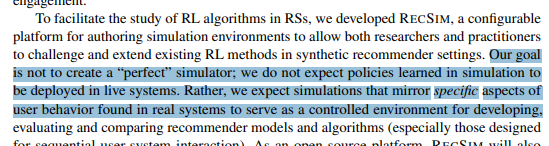 engagement.
To facilitate the study of RL algorithms in RSs, we developed RECSIM, a configurable
platform for authoring simulation environments to allow both researchers and practitioners
to challenge and extend existing RL methods in synthetic recommender settings. Our goal
is not to create a “perfect” simulator; we do not expect policies learned in simulation to
be deployed in live systems. Rather, we expect simulations that mirror specific aspects of
user behavior found in real systems to serve as a controlled environment for developing,
evaluating and comparing recommender models and algorithms (especially those designed
for sequential user-system interaction). As an open-source platform, RECSIM will also